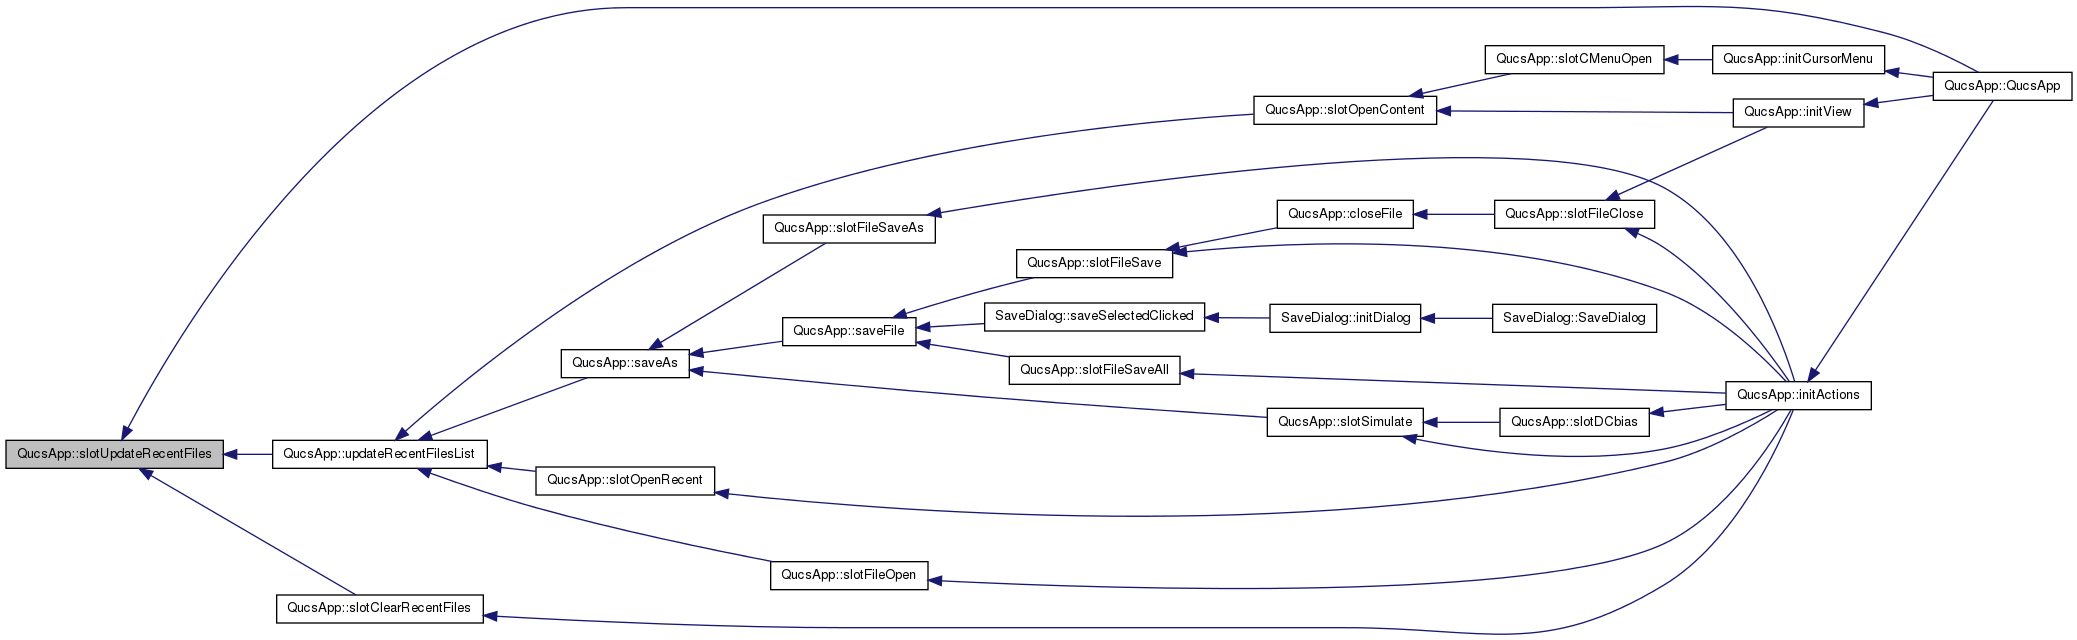 QucsApp::slotCMenuOpen
QucsApp::initCursorMenu
QucsApp::QucsApp
QucsApp::slotOpenContent
QucsApp::initView
QucsApp::slotFileSaveAs
QucsApp::closeFile
QucsApp::slotFileClose
QucsApp::slotFileSave
QucsApp::saveFile
SaveDialog::saveSelectedClicked
SaveDialog::initDialog
SaveDialog::SaveDialog
QucsApp::saveAs
QucsApp::slotFileSaveAll
QucsApp::initActions
QucsApp::slotSimulate
QucsApp::slotDCbias
QucsApp::slotUpdateRecentFiles
QucsApp::updateRecentFilesList
QucsApp::slotOpenRecent
QucsApp::slotFileOpen
QucsApp::slotClearRecentFiles